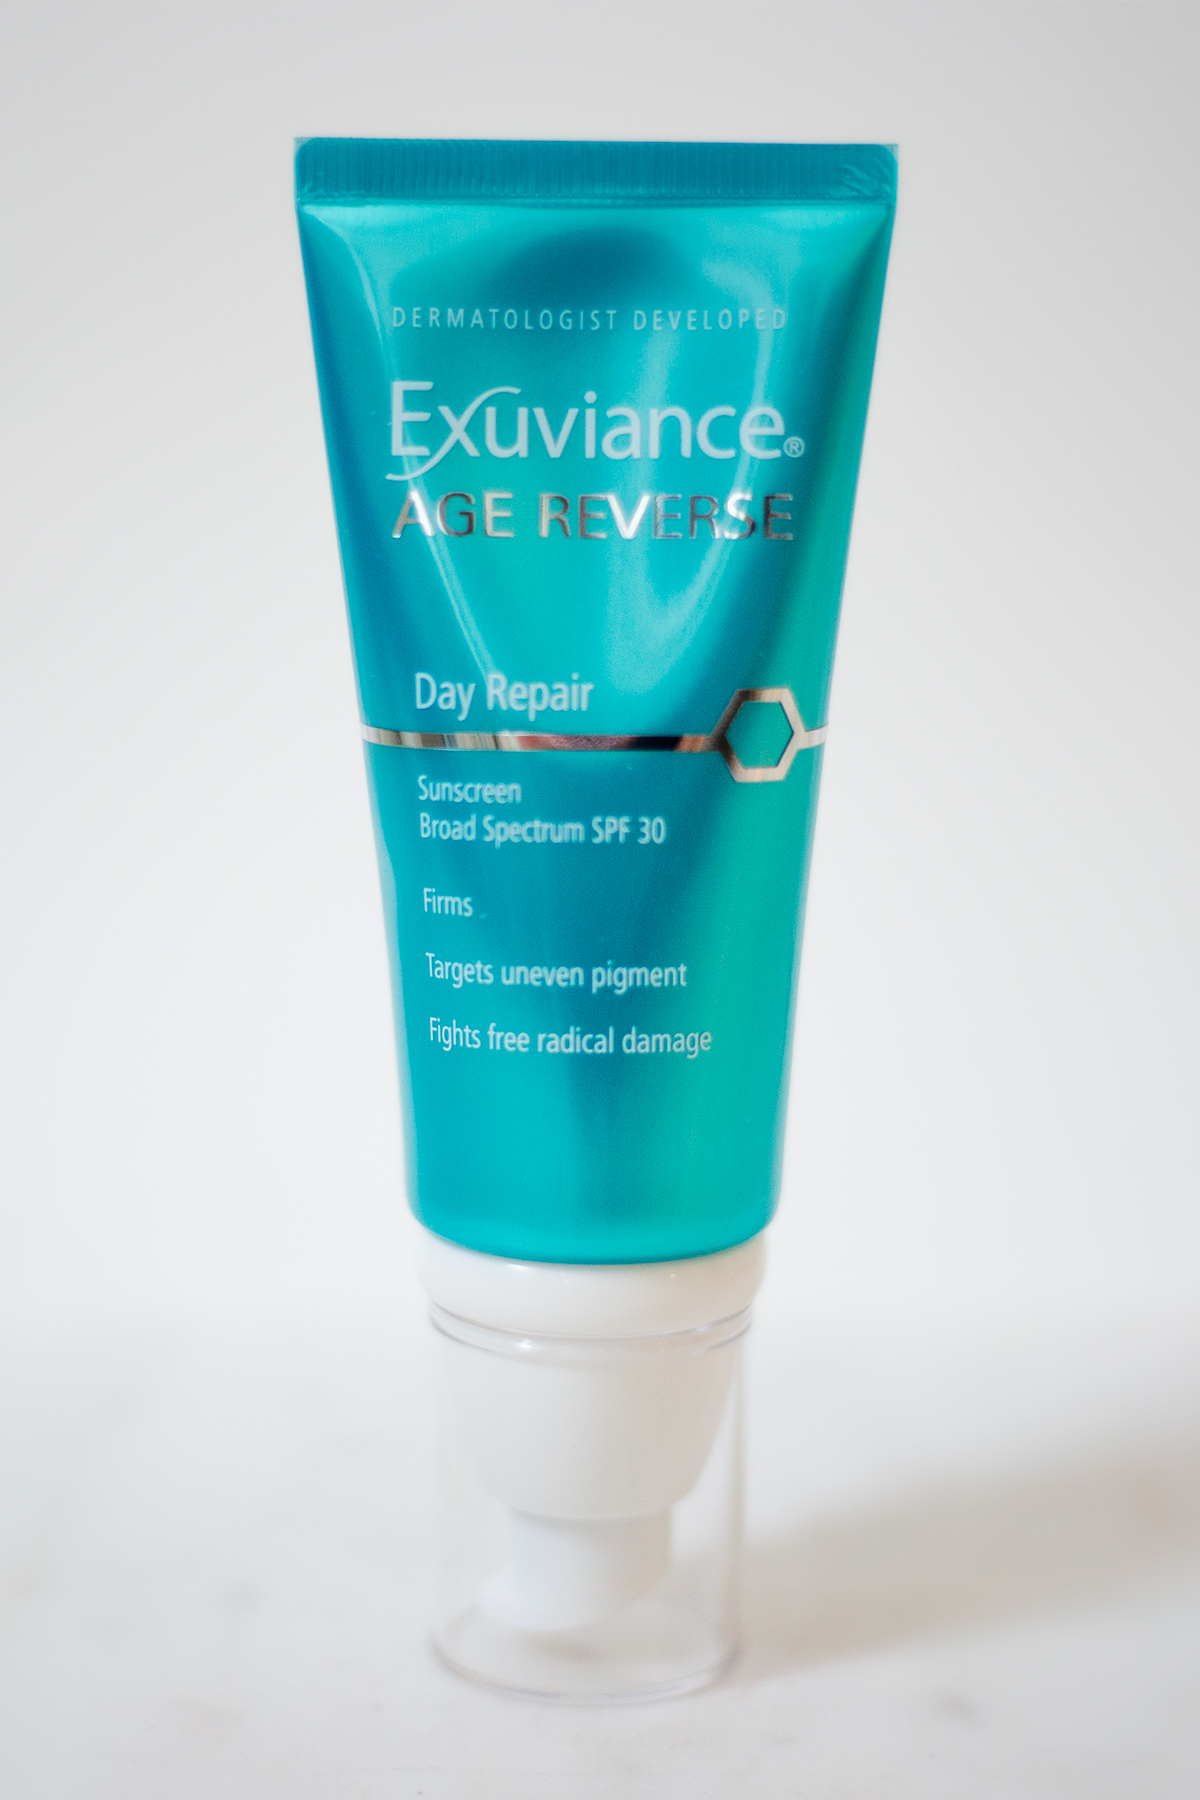 DERMATOLOGIST DEVELOPED
Exuviance®
AGE REVERSE
Day Repair
Sunscreen
Broad Spectrum SPF 30
Firms
Targets uneven pigment
Fights free radical damage